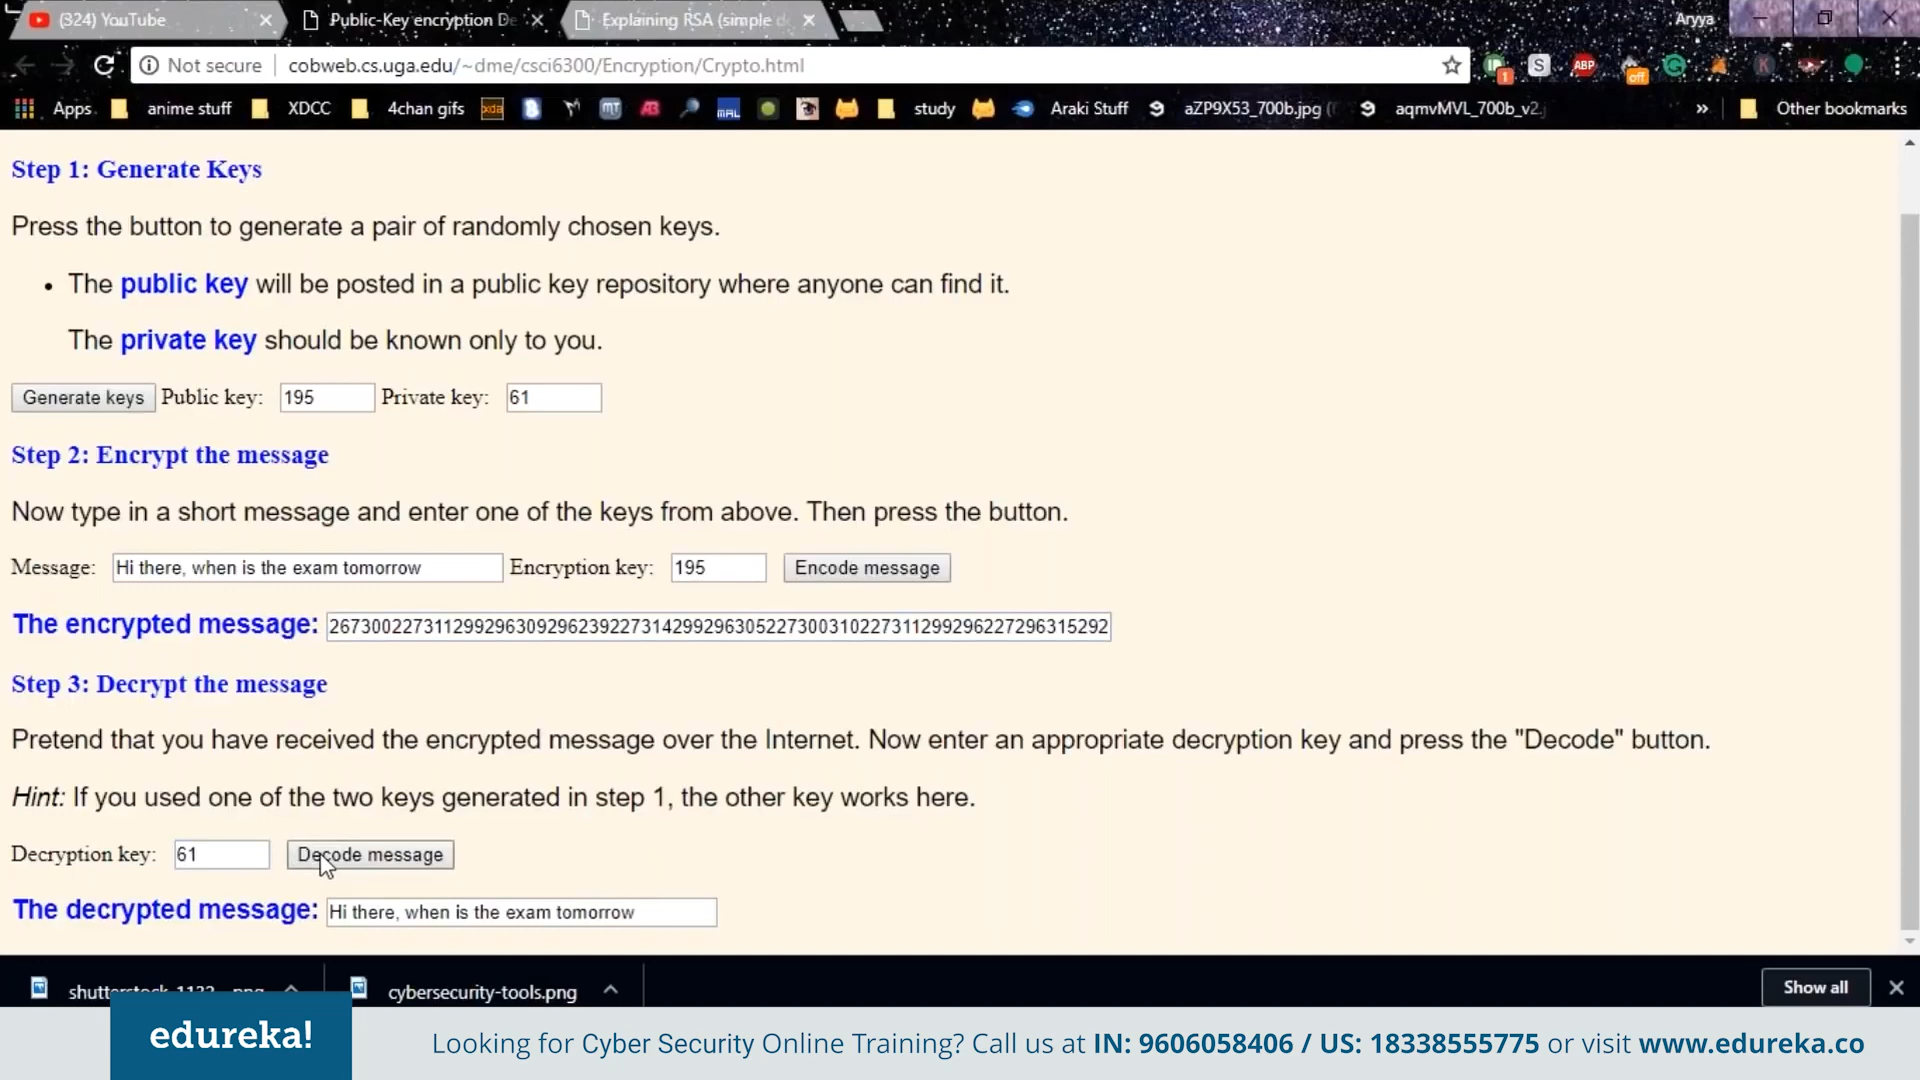 (324) YouTube
Public-Key encryption De
Explaining RSA (simple d
Aryya
Not secure
cobweb.cs.uga.edu/~dme/csci6300/Encryption/Crypto.html
ABP
1
off
Apps
anime stuff
XDCC
4chan gifs
xda
MAL
study
Araki Stuff
aZP9X53_700b.jpg
aqmvMVL_700b_v2.
»
Other bookmarks
Step 1: Generate Keys
Press the button to generate a pair of randomly chosen keys.
• The public key will be posted in a public key repository where anyone can find it.
The private key should be known only to you.
Generate keys Public key: 195 Private key: 61
Step 2: Encrypt the message
Now type in a short message and enter one of the keys from above. Then press the button.
Message: Hi there, when is the exam tomorrow Encryption key: 195 Encode message
The encrypted message: 267300227311299296309296239227314299296305227300310227311299296227296315292
Step 3: Decrypt the message
Pretend that you have received the encrypted message over the Internet. Now enter an appropriate decryption key and press the "Decode" button.
Hint: If you used one of the two keys generated in step 1, the other key works here.
Decryption key: 61 Decode message
The decrypted message: Hi there, when is the exam tomorrow
cybersecurity-tools.png
Show all
edureka!
Looking for Cyber Security Online Training? Call us at IN: 9606058406 / US: 18338555775 or visit www.edureka.co